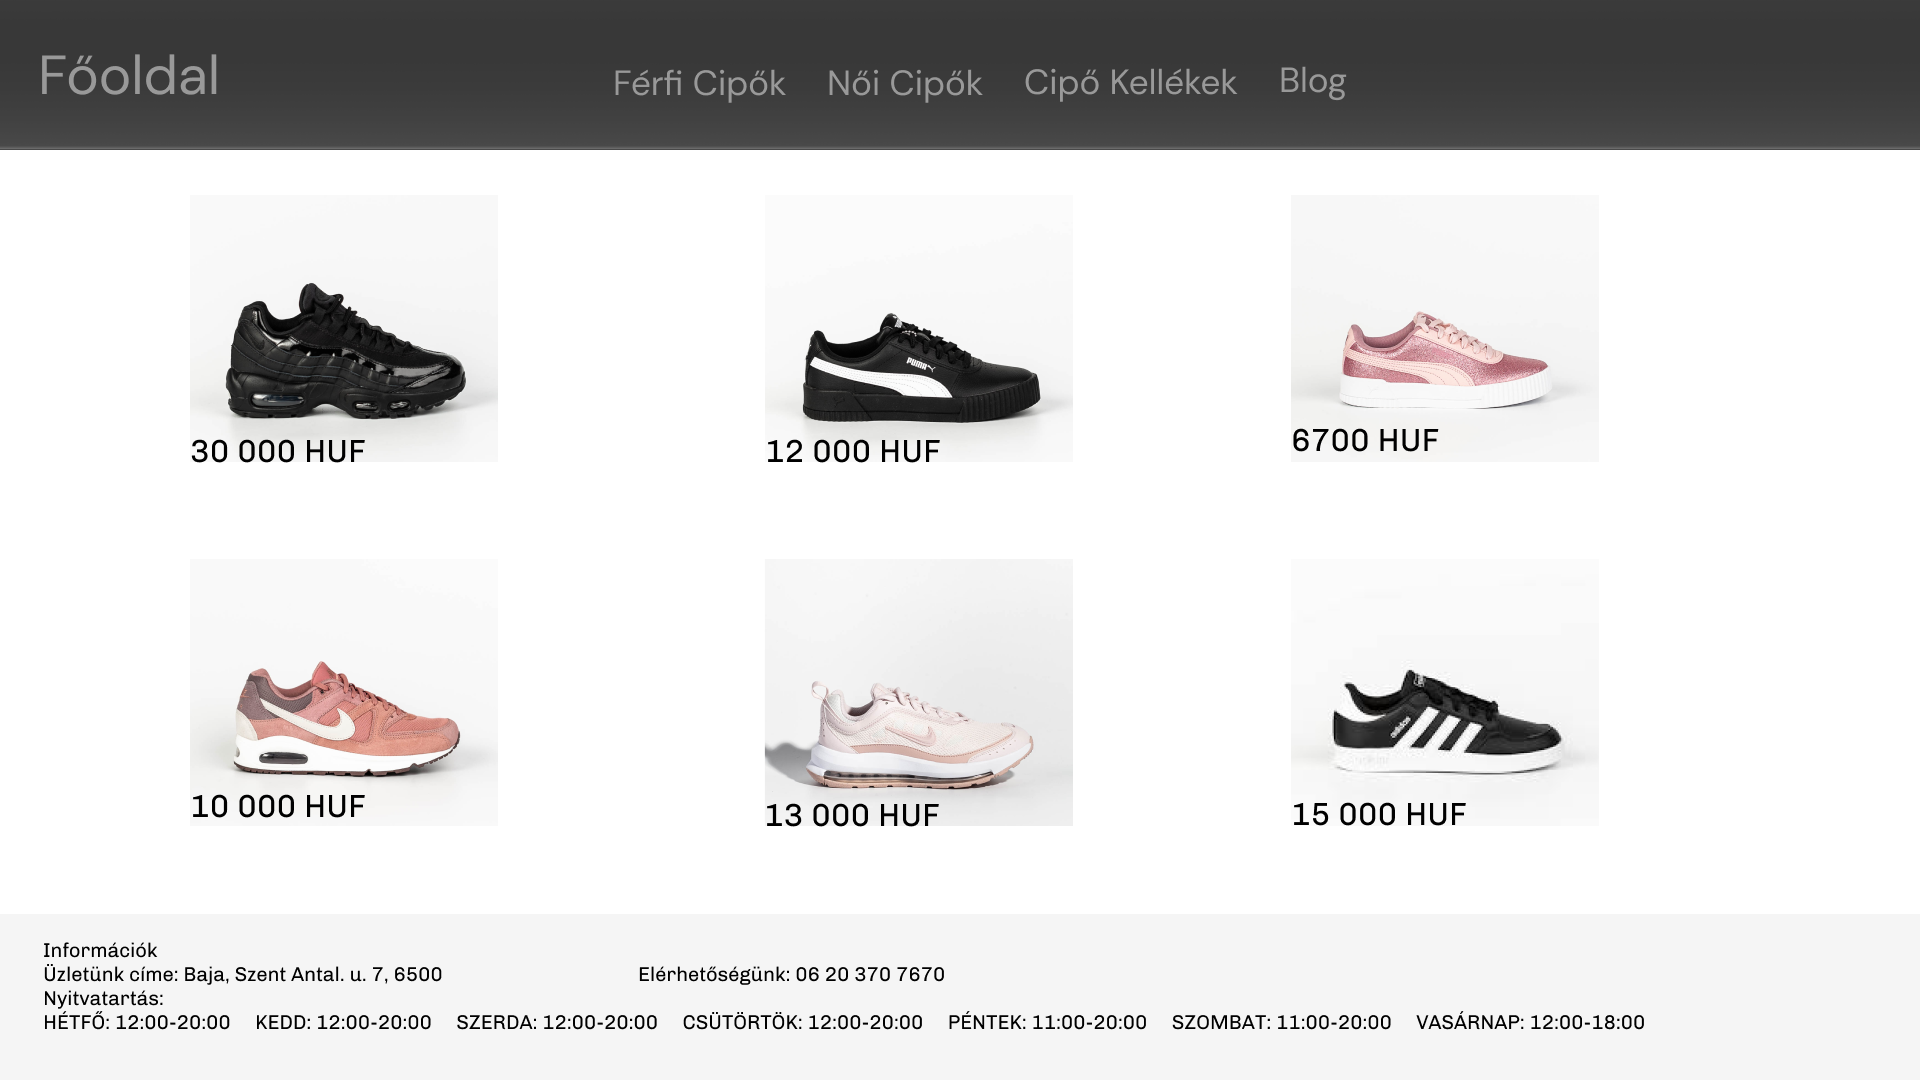 Főoldal
Férfi Cipők
Női Cipők
Cipő Kellékek
Blog
PUMA
30 000 HUF
12 000 HUF
6700 HUF
adidas
10 000 HUF
13 000 HUF
15 000 HUF
Információk
Üzletünk címe: Baja, Szent Antal. u. 7, 6500
Elérhetőségünk: 06 20 370 7670
Nyitvatartás:
HÉTFŐ: 12:00-20:00 KEDD: 12:00-20:00 SZERDA: 12:00-20:00 CSÜTÖRTÖK: 12:00-20:00 PÉNTEK: 11:00-20:00 SZOMBAT: 11:00-20:00 VASÁRNAP: 12:00-18:00